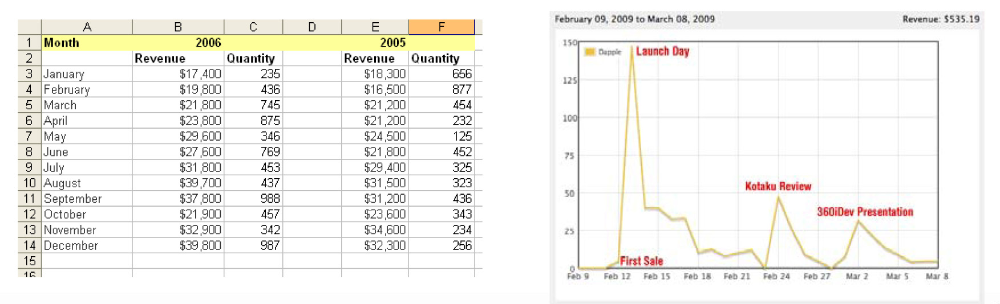 A B C D E F
1 Month 2006 2005
2 Revenue Quantity Revenue Quantity
3 January $17,400 235 $18,300 656
4 February $19,800 436 $16,500 877
5 March $21,800 745 $21,200 454
6 April $23,800 875 $21,200 232
7 May $29,600 346 $24,500 125
8 June $27,600 769 $21,800 452
9 July $31,800 453 $29,400 325
10 August $39,700 437 $31,500 323
11 September $37,800 988 $31,200 436
12 October $21,900 457 $23,600 343
13 November $32,900 342 $34,600 234
14 December $39,800 987 $32,300 256
15
16
February 09, 2009 to March 08, 2009 Revenue: $535.19
150
Dapple Launch Day
125
100
75
Kotaku Review
50
360iDev Presentation
25
First Sale
0
Feb 9 Feb 12 Feb 15 Feb 18 Feb 21 Feb 24 Feb 27 Mar 2 Mar 5 Mar 8